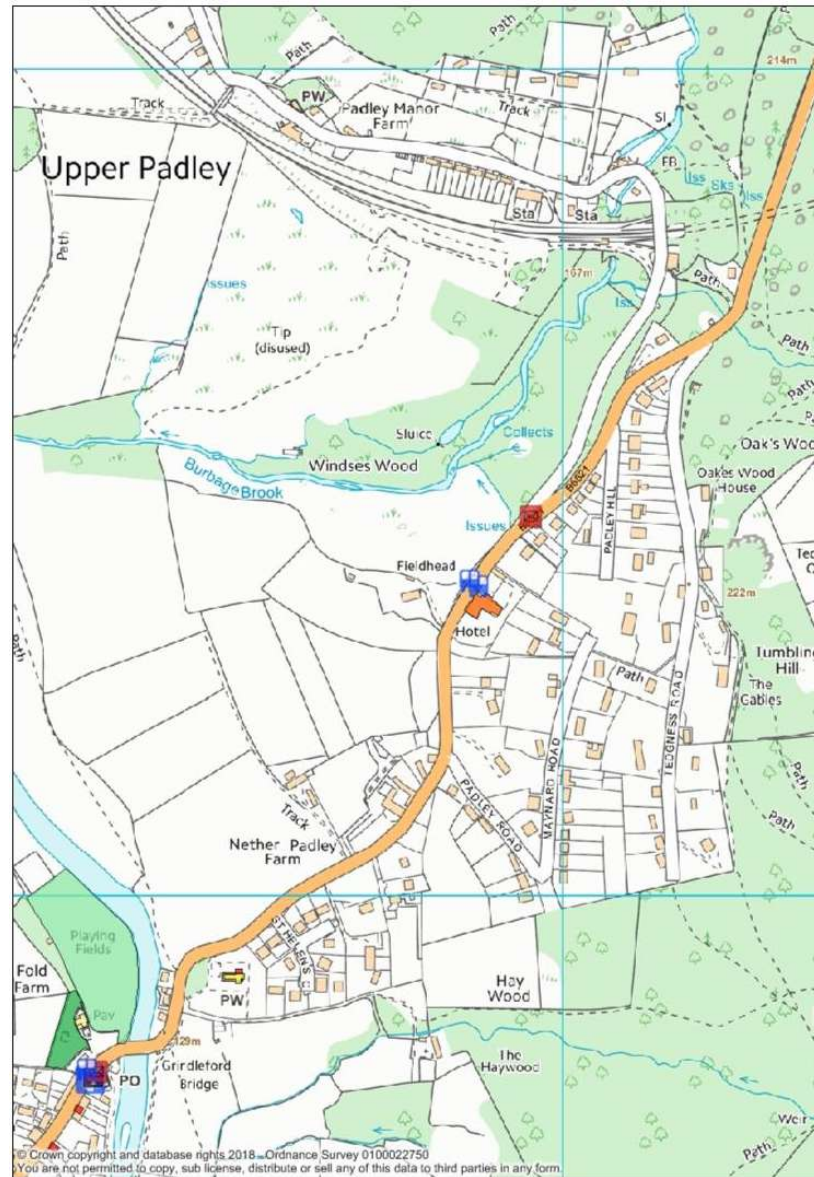 Path
Path
214m
PW
Track
Padley Manor
Farm
Track
Sl
Upper Padley
FB
Iss
Sks
Iss
Sta
Sta
Path
167m
Path
Issues
Iss
Tip
(disused)
Path
Path
Sluice
Collects
Oak's Wood
Windses Wood
Oakes Wood
House
Burbage Brook
B6521
Issues
PADLEY HILL
Fieldhead
222m
Hotel
Tumbling
Hill
Path
Path
The
Gables
TEDGNESS ROAD
MAYNARD ROAD
Path
PADLEY ROAD
Track
Path
Nether Padley
Farm
Playing
Fields
ST HELEN'S
Fold
Farm
Hay
Wood
PW
Pav
129m
The
Haywood
Grindleford
Bridge
PO
Weir
Path
© Crown copyright and database rights 2018 Ordnance Survey 0100022750
You are not permitted to copy, sub license, distribute or sell any of this data to third parties in any form.